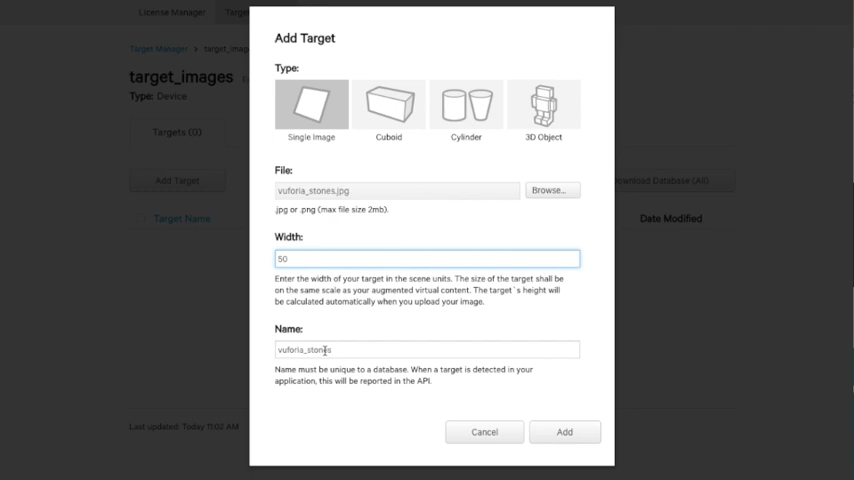 License Manager
Target Manager > target_imag
target_images
Type: Device
Targets (0)
Add Target
Target Name
Last updated: Today 11:02 AM
Add Target
Type:
Single Image Cuboid Cylinder 3D Object
File:
vuforia_stones.jpg Browse...
.jpg or .png (max file size 2mb).
Width:
50
Enter the width of your target in the scene units. The size of the target shall be
on the same scale as your augmented virtual content. The target`s height will
be calculated automatically when you upload your image.
Name:
vuforia_stones
Name must be unique to a database. When a target is detected in your
application, this will be reported in the API.
Cancel Add
ownload Database (All)
Date Modified